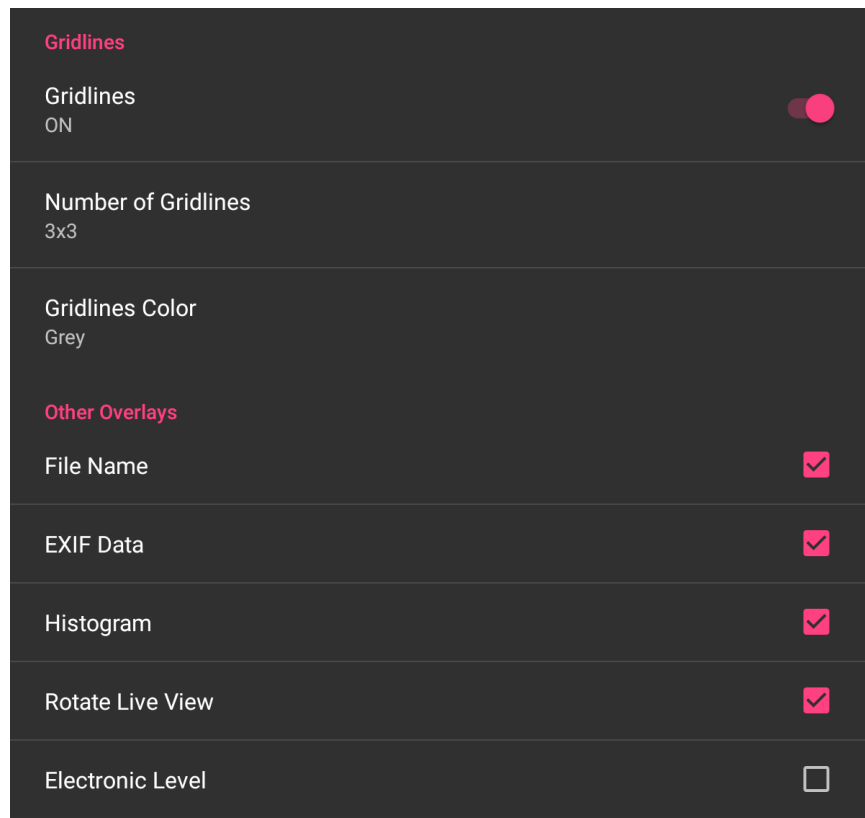 Gridlines
Gridlines
ON
Number of Gridlines
3x3
Gridlines Color
Grey
Other Overlays
File Name
EXIF Data
Histogram
Rotate Live View
Electronic Level